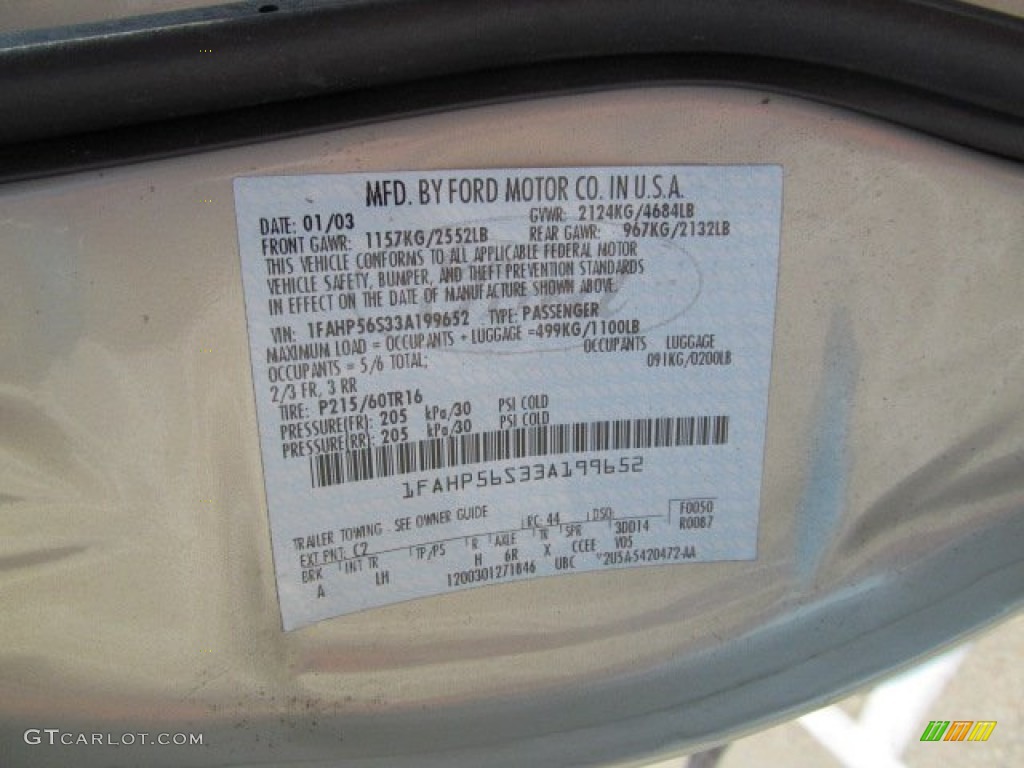 MFD. BY FORD MOTOR CO. IN U.S.A.
DATE: 01/03 GVWR: 2124KG/4684LB
FRONT GAWR: 1157KG/2552LB REAR GAWR: 967KG/2132LB
THIS VEHICLE CONFORMS TO ALL APPLICABLE FEDERAL MOTOR
VEHICLE SAFETY, BUMPER, AND THEFT PREVENTION STANDARDS
IN EFFECT ON THE DATE OF MANUFACTURE SHOWN ABOVE.
VIN: 1FAHP56S33A199652 TYPE: PASSENGER
MAXIMUM LOAD = OCCUPANTS + LUGGAGE =499KG/1100LB
OCCUPANTS = 5/6 TOTAL; OCCUPANTS LUGGAGE
2/3 FR, 3 RR 091KG/0200LB
TIRE: P215/60TR16
PRESSURE(FR): 205 kPa/30 PSI COLD
PRESSURE(RR): 205 kPa/30 PSI COLD
1FAHP56S33A199652
TRAILER TOWING - SEE OWNER GUIDE
EXT PNT: C2 RC: 44 DSO: F0050
BRK INT TR TP/PS R AXLE TR SPR 3DD14 R0087
A LH H 6R X CCEE V05
1200301271846 UBC 2U5A-5420472-AA
GTCARLOT.COM